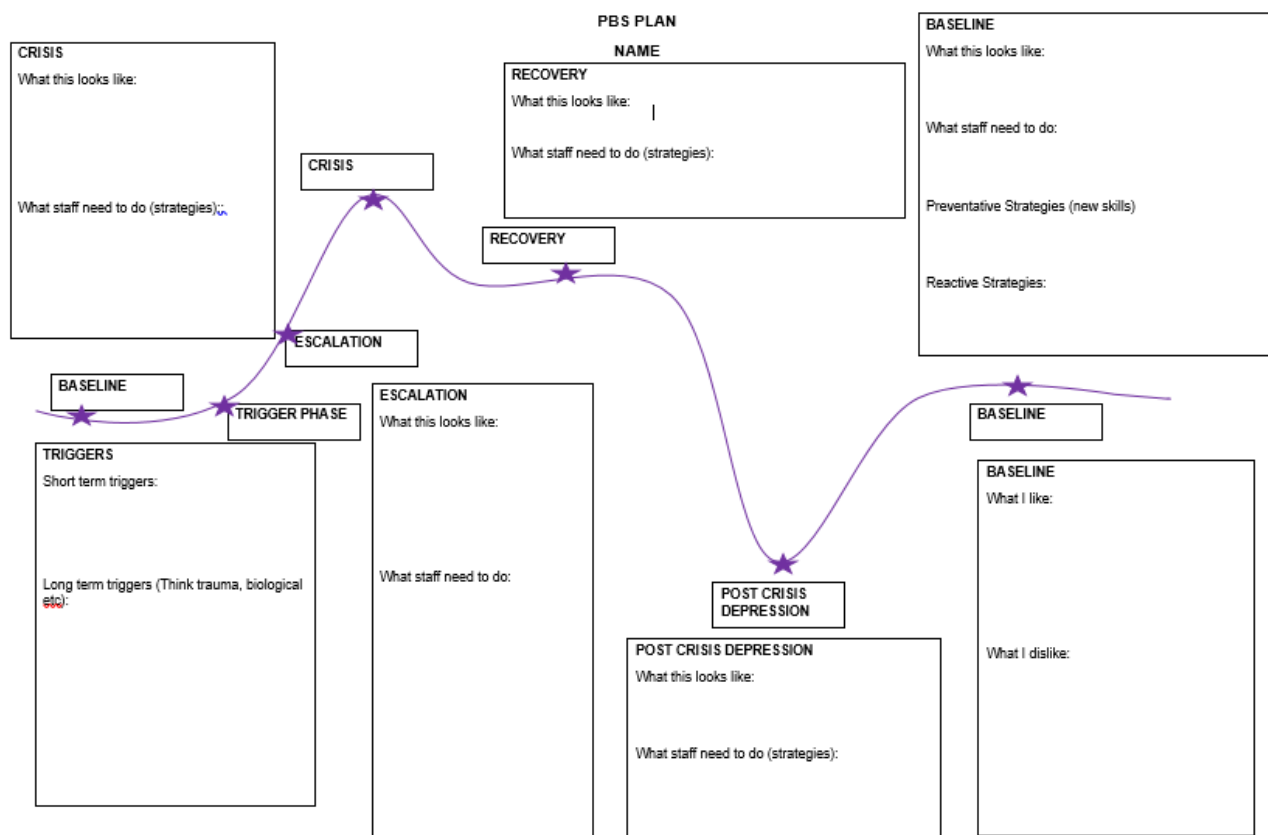 PBS PLAN
NAME
CRISIS
What this looks like:
What staff need to do (strategies);;
CRISIS
RECOVERY
What this looks like:
What staff need to do (strategies):
RECOVERY
BASELINE
What this looks like:
What staff need to do:
Preventative Strategies (new skills)
Reactive Strategies:
ESCALATION
BASELINE
TRIGGER PHASE
TRIGGERS
Short term triggers:
Long term triggers (Think trauma, biological
etc):
ESCALATION
What this looks like:
What staff need to do:
POST CRISIS
DEPRESSION
POST CRISIS DEPRESSION
What this looks like:
What staff need to do (strategies):
BASELINE
BASELINE
What I like:
What I dislike: